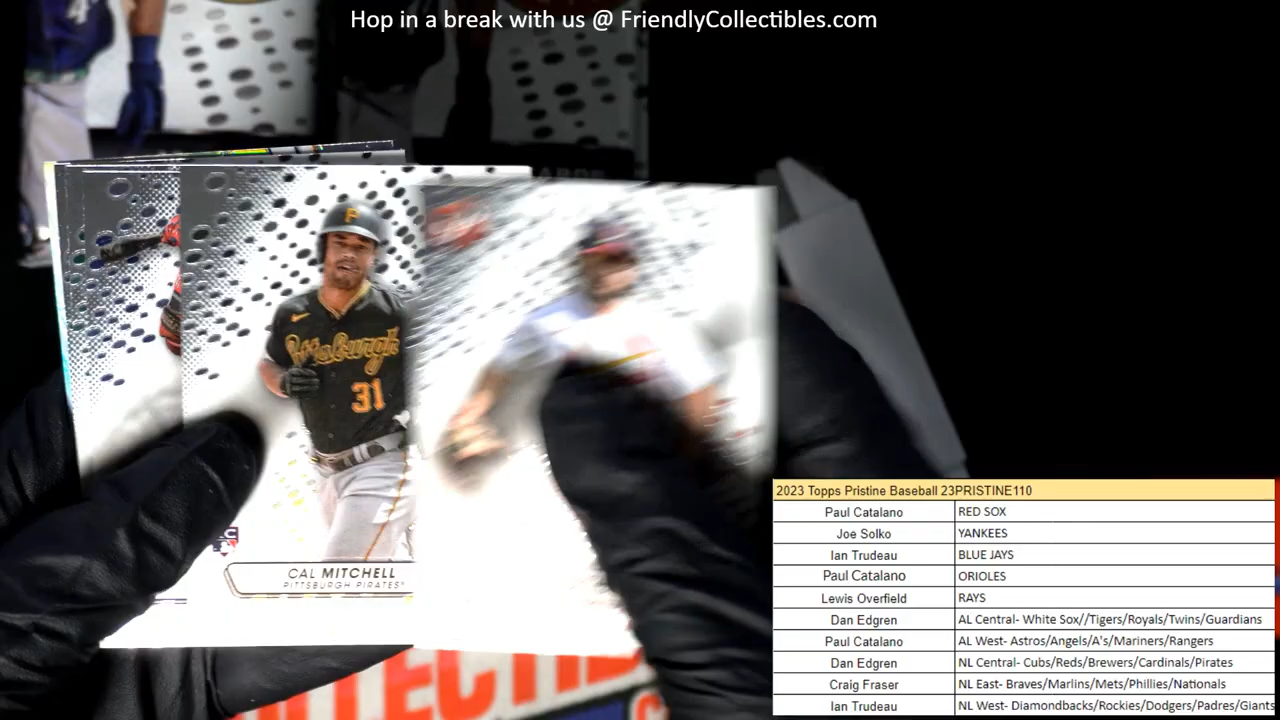 Hop in a break with us @ FriendlyCollectibles.com
P
Pittsburgh
31
CAL MITCHELL
PITTSBURGH PIRATES
2023 Topps Pristine Baseball 23PRISTINE110
Paul Catalano RED SOX
Joe Solko YANKEES
Ian Trudeau BLUE JAYS
Paul Catalano ORIOLES
Lewis Overfield RAYS
Dan Edgren AL Central- White Sox//Tigers/Royals/Twins/Guardians
Paul Catalano AL West- Astros/Angels/A's/Mariners/Rangers
Dan Edgren NL Central- Cubs/Reds/Brewers/Cardinals/Pirates
Craig Fraser NL East- Braves/Marlins/Mets/Phillies/Nationals
Ian Trudeau NL West- Diamondbacks/Rockies/Dodgers/Padres/Giants